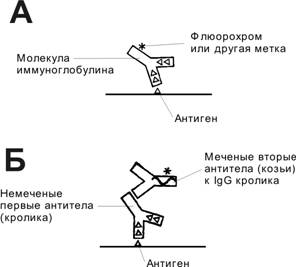 А
Флюорохром
или другая метка
Молекула
иммуноглобулина
Антиген
Б
Меченые вторые
антитела (козьи)
к IgG кролика
Немеченые первые
антитела (кролика)
Антиген